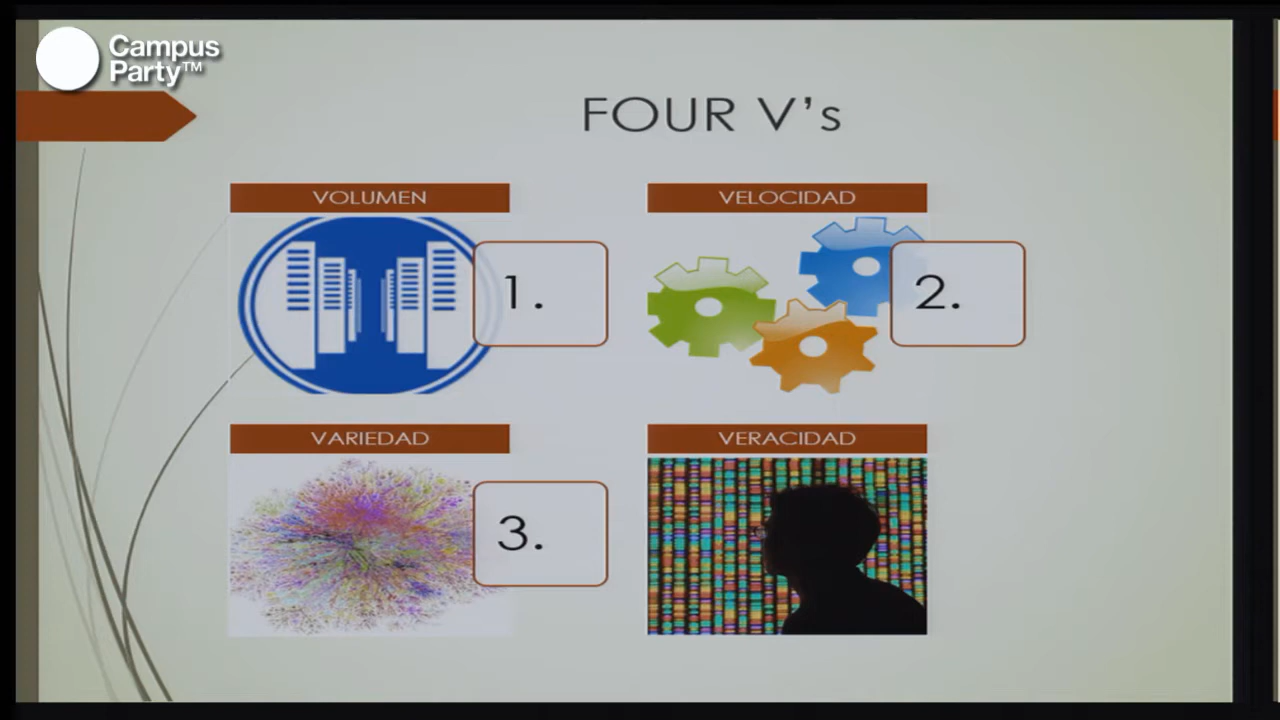 Campus
Party™
FOUR V's
VOLUMEN
VELOCIDAD
1.
2.
VARIEDAD
VERACIDAD
3.